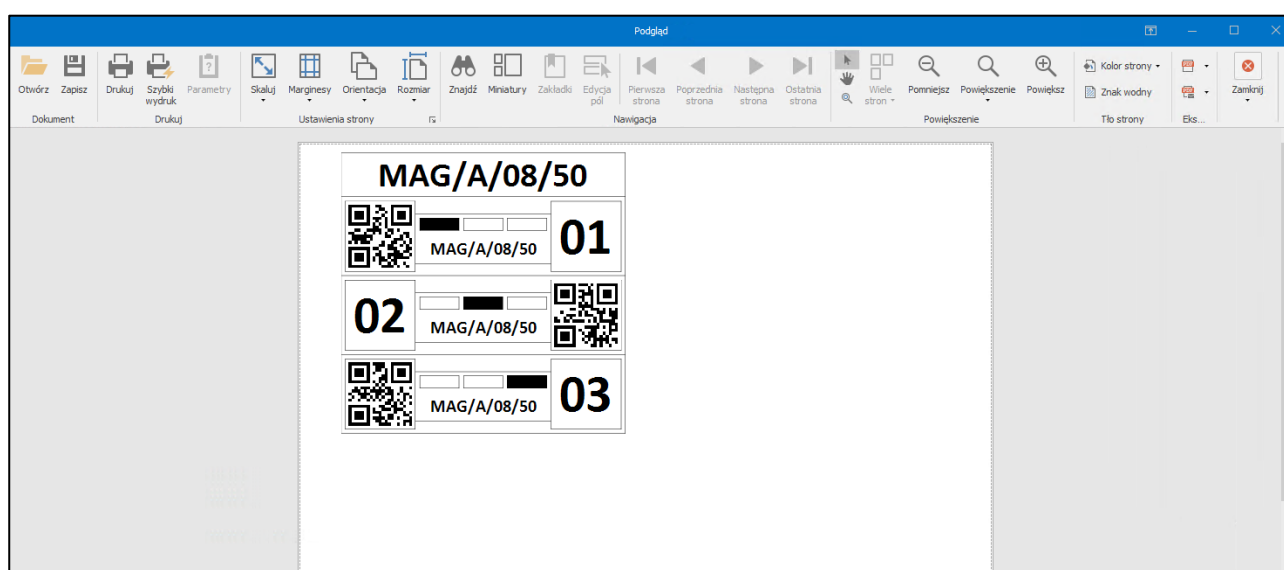 Podgląd
Otwórz Zapisz Drukuj Szybki wydruk Parametry Skaluj Marginesy Orientacja Rozmiar Znajdź Miniatury Zakładki Edycja pól Pierwsza strona Poprzednia strona Następna strona Ostatnia strona Wiele stron Pomniejsz Powiększenie Powiększ Kolor strony Znak wodny Zamknij
Dokument Drukuj Ustawienia strony Nawigacja Powiększenie Tło strony Eks...
MAG/A/08/50
MAG/A/08/50 01
02 MAG/A/08/50
MAG/A/08/50 03